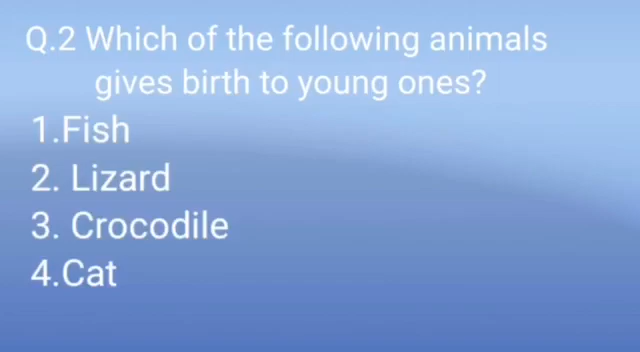 Q.2 Which of the following animals
gives birth to young ones?
1.Fish
2. Lizard
3. Crocodile
4.Cat